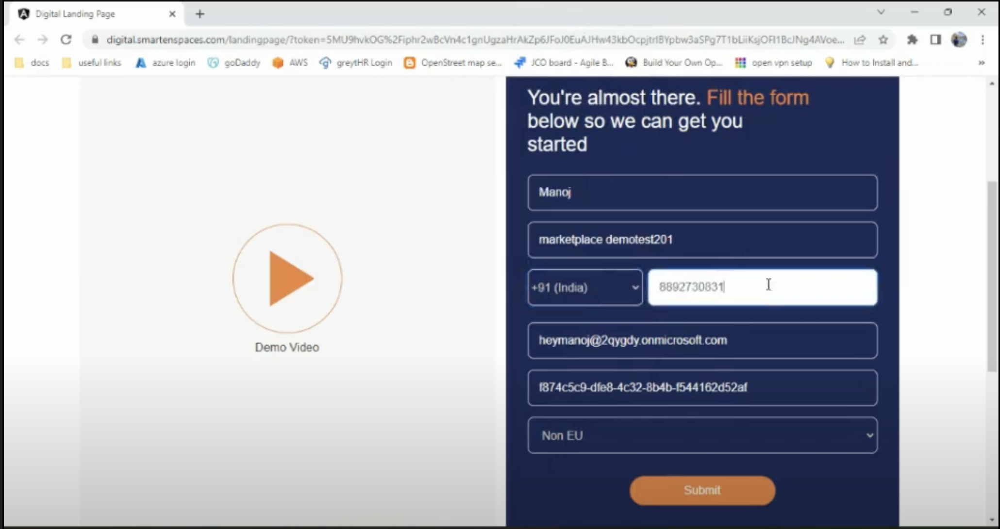 Digital Landing Page
digital.smartenspaces.com/landingpage/?token=5MU9hvkOG%2Fiphr2wBcVn4c1gnUgzaHrAkZp6JFoJ0EuAJHw43kbOcpjtrlBYpbw3aSPg7T1bLiiKsjOFI1BcJNg4AVoe...
docs useful links azure login goDaddy AWS greytHR Login OpenStreet map se... JCO board - Agile B... Build Your Own Op... open vpn setup How to Install and... »
You're almost there. Fill the form
below so we can get you
started
Manoj
marketplace demotest201
+91 (India) 8892730831
heymanoj@2qygdy.onmicrosoft.com
f874c5c9-dfe8-4c32-8b4b-f544162d52af
Non EU
Submit
Demo Video